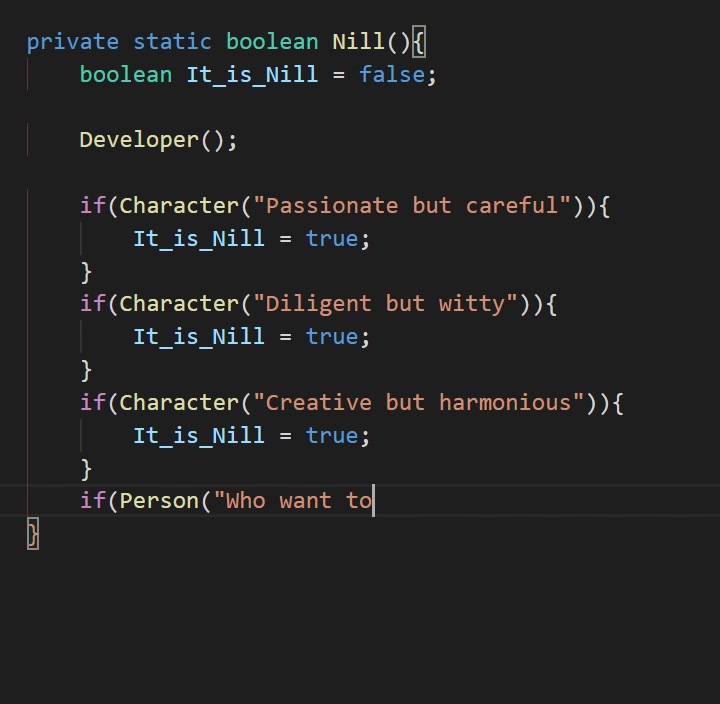 private static boolean Nill(){
    boolean It_is_Nill = false;

    Developer();

    if(Character("Passionate but careful")){
        It_is_Nill = true;
    }
    if(Character("Diligent but witty")){
        It_is_Nill = true;
    }
    if(Character("Creative but harmonious")){
        It_is_Nill = true;
    }
    if(Person("Who want to
}